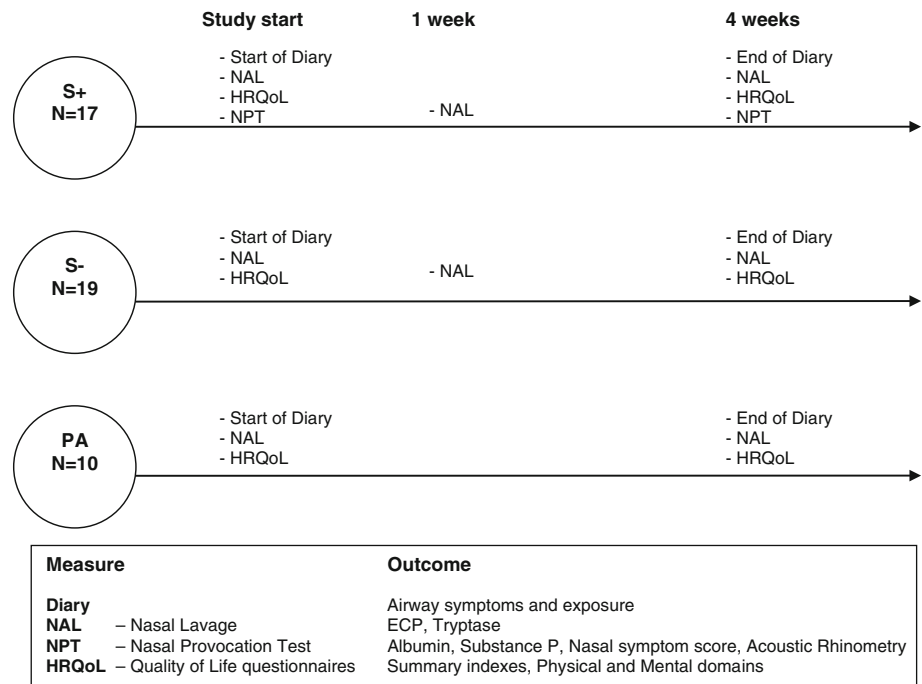 Study start 1 week 4 weeks
S+
N=17
- Start of Diary
- NAL
- HRQoL
- NPT
- NAL
- End of Diary
- NAL
- HRQoL
- NPT
S-
N=19
- Start of Diary
- NAL
- HRQoL
- NAL
- End of Diary
- NAL
- HRQoL
PA
N=10
- Start of Diary
- NAL
- HRQoL
- End of Diary
- NAL
- HRQoL
Measure Outcome
Diary Airway symptoms and exposure
NAL – Nasal Lavage ECP, Tryptase
NPT – Nasal Provocation Test Albumin, Substance P, Nasal symptom score, Acoustic Rhinometry
HRQoL – Quality of Life questionnaires Summary indexes, Physical and Mental domains